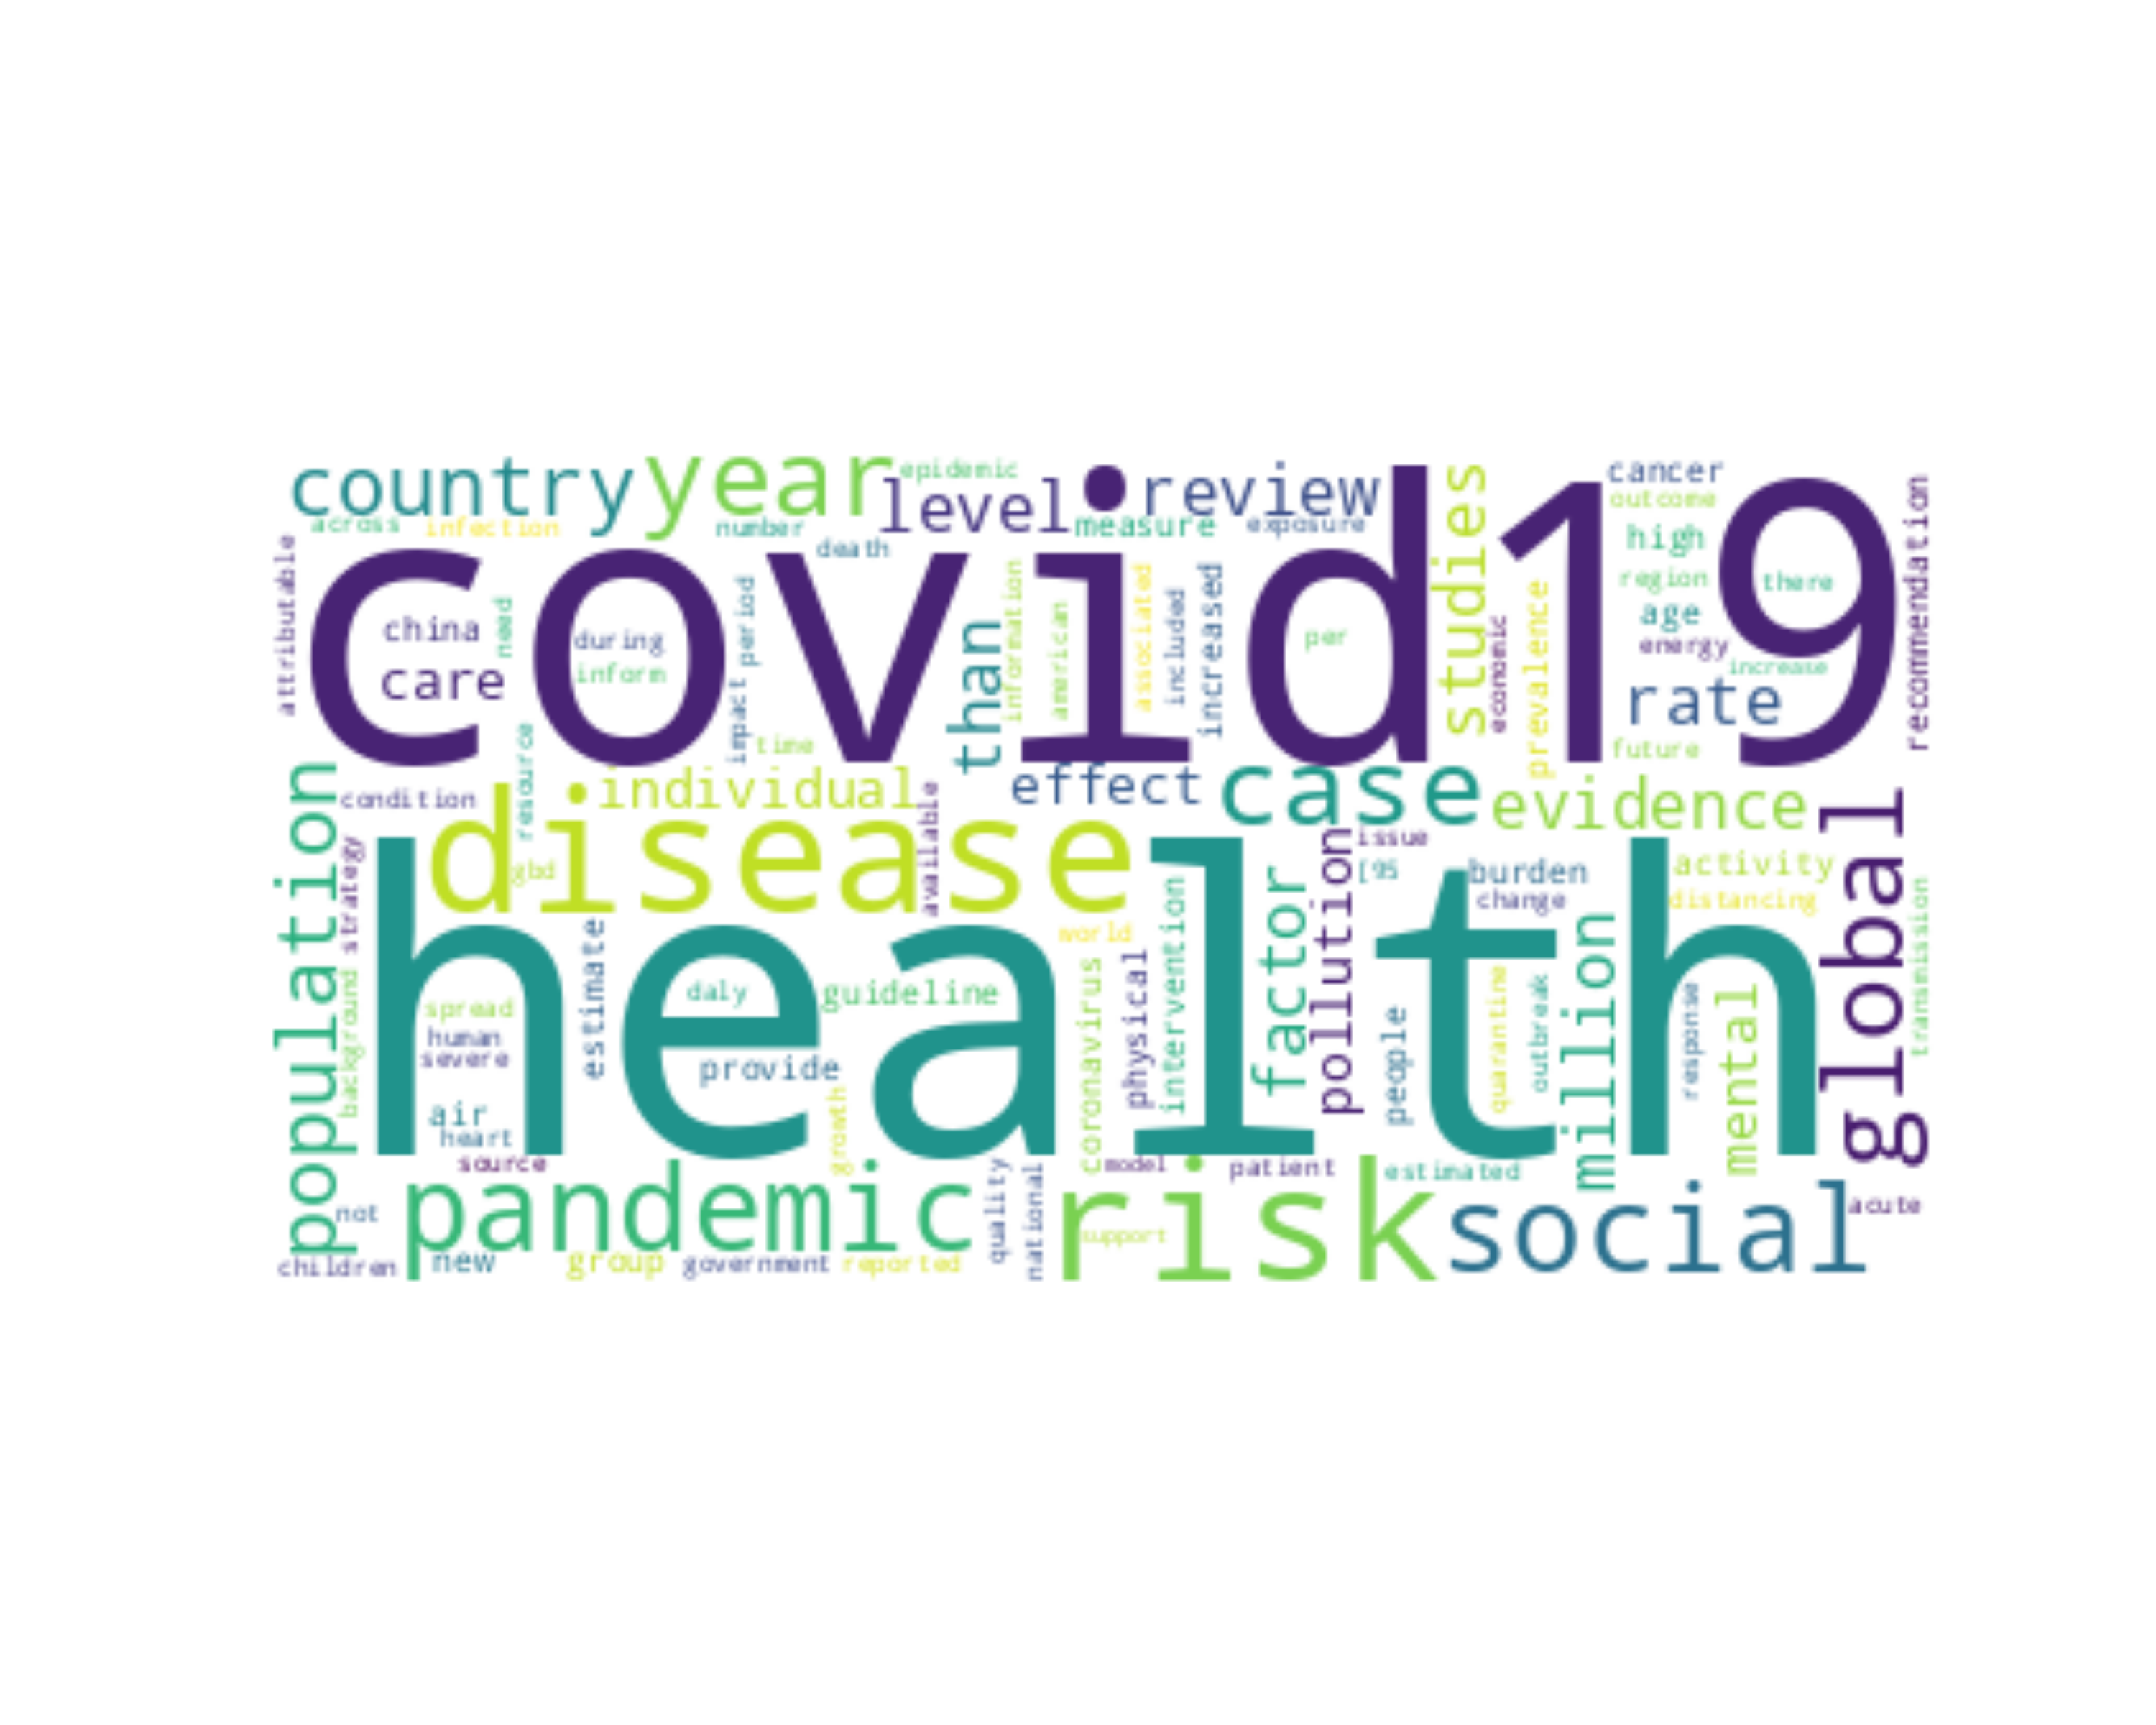 country
year
epidemic
level
review
studies
cancer
outcome
across
infection
number
measure
exposure
death
high
recommendation
attributable
covid19
region
there
china
need
during
period
than
information
american
associated
included
increased
per
economic
prevalence
age
energy
increase
care
inform
impact
time
rate
future
resource
population
condition
individual
available
effect
case
evidence
global
disease
gbd
strategy
issue
pollution
[95
burden
activity
change
distancing
health
world
factor
intervention
million
transmission
estimate
daly
guideline
coronavirus
physical
people
quarantine
outbreak
response
mental
background
spread
human
severe
provide
air
heart
growth
source
pandemic
quality
national
model
risk
patient
estimated
social
acute
not
support
children
new
group
government
reported